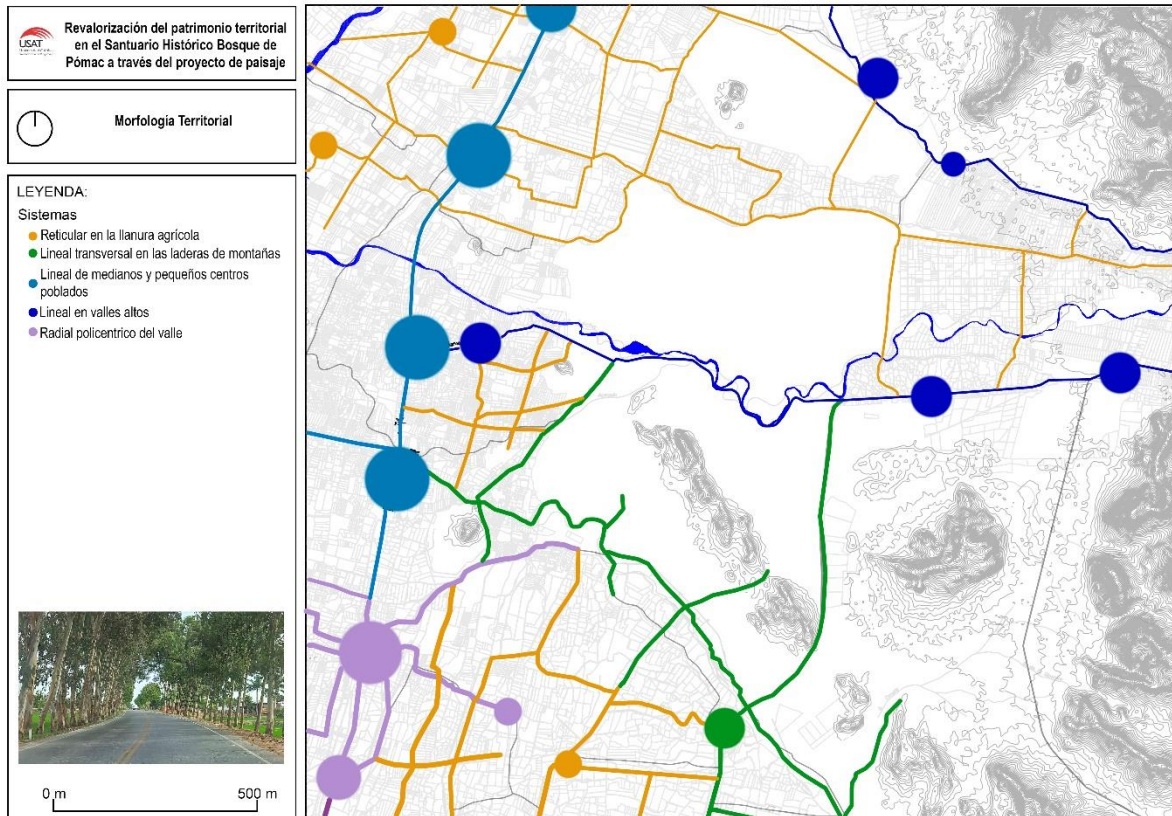 USAT
Revalorización del patrimonio territorial
en el Santuario Histórico Bosque de
Pómac a través del proyecto de paisaje
Morfología Territorial
LEYENDA:
Sistemas
Reticular en la llanura agrícola
Lineal transversal en las laderas de montañas
Lineal de medianos y pequeños centros
poblados
Lineal en valles altos
Radial policentrico del valle
0 m
500 m